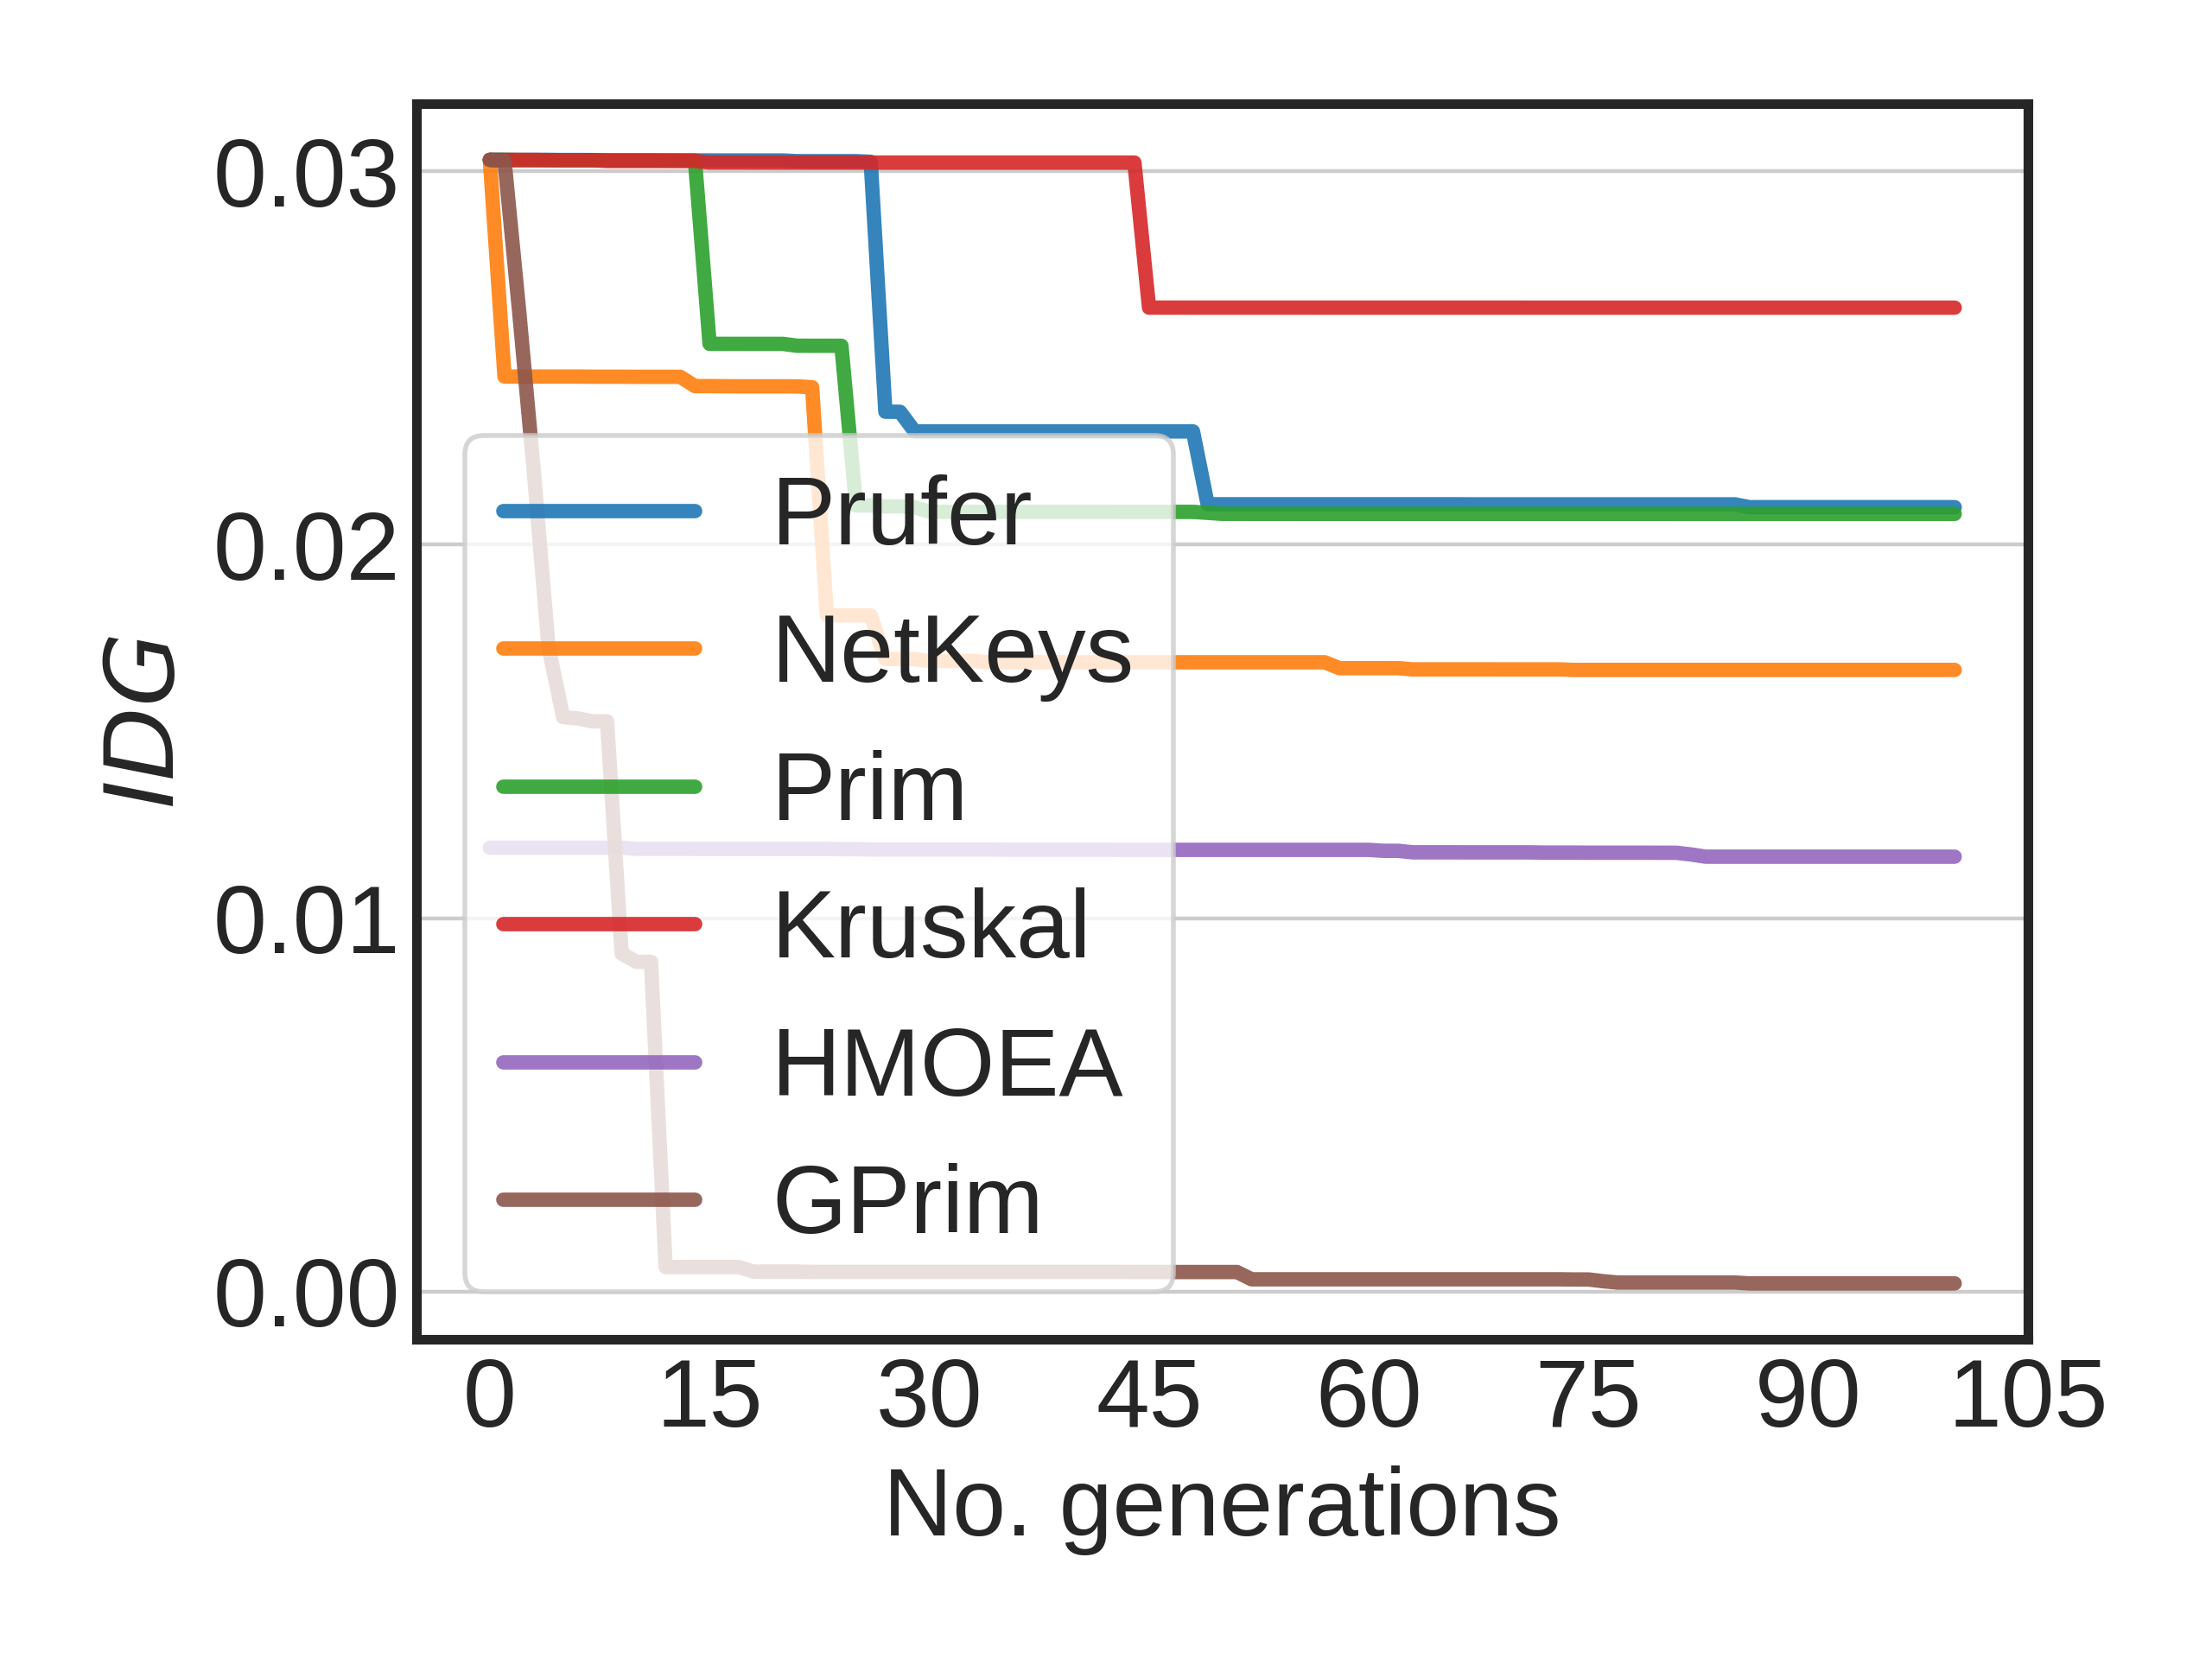 0.03
0.02
0.01
0.00
IDG
Prufer
NetKeys
Prim
Kruskal
HMOEA
GPrim
0 15 30 45 60 75 90 105
No. generations